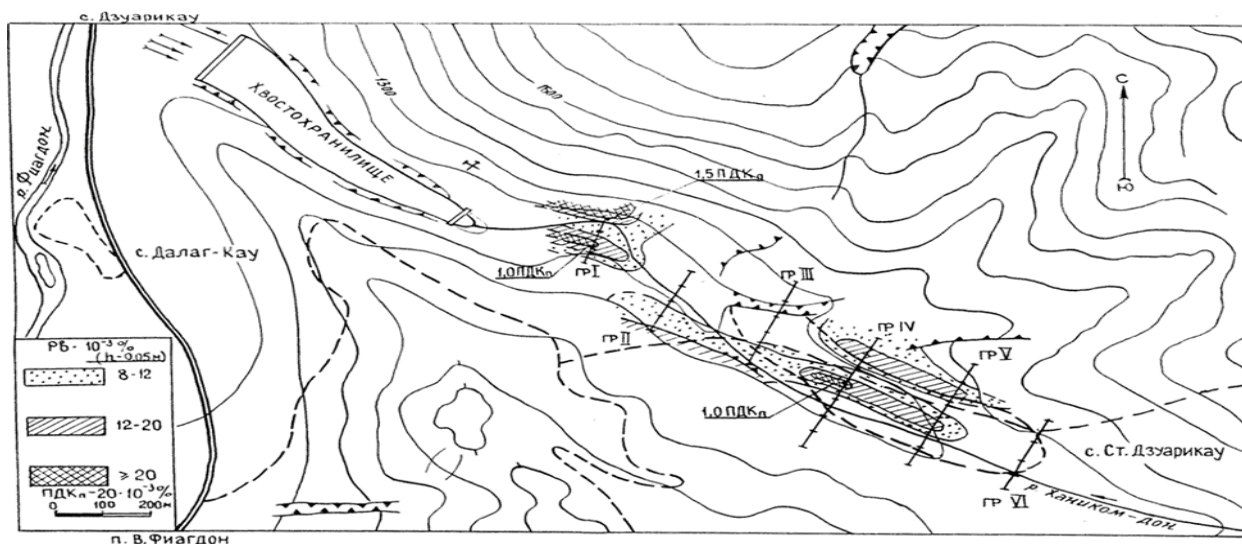 с. Дзуарикау
р. Фиагдон
ХВОСТОХРАНИЛИЩЕ
1300
1500
С
Ю
1,5 ПДКп
с. Далаг-Кау
1,0 ПДКп
гр I
гр II
гр III
гр IV
гр V
1,0 ПДКп
с. Ст. Дзуарикау
гр VI
р. Хаником-дон
РБ - 10⁻³ %
(h-0.05м)
8-12
12-20
≥ 20
ПДКп-20·10⁻³%
0 100 200м
п. В. Фиагдон